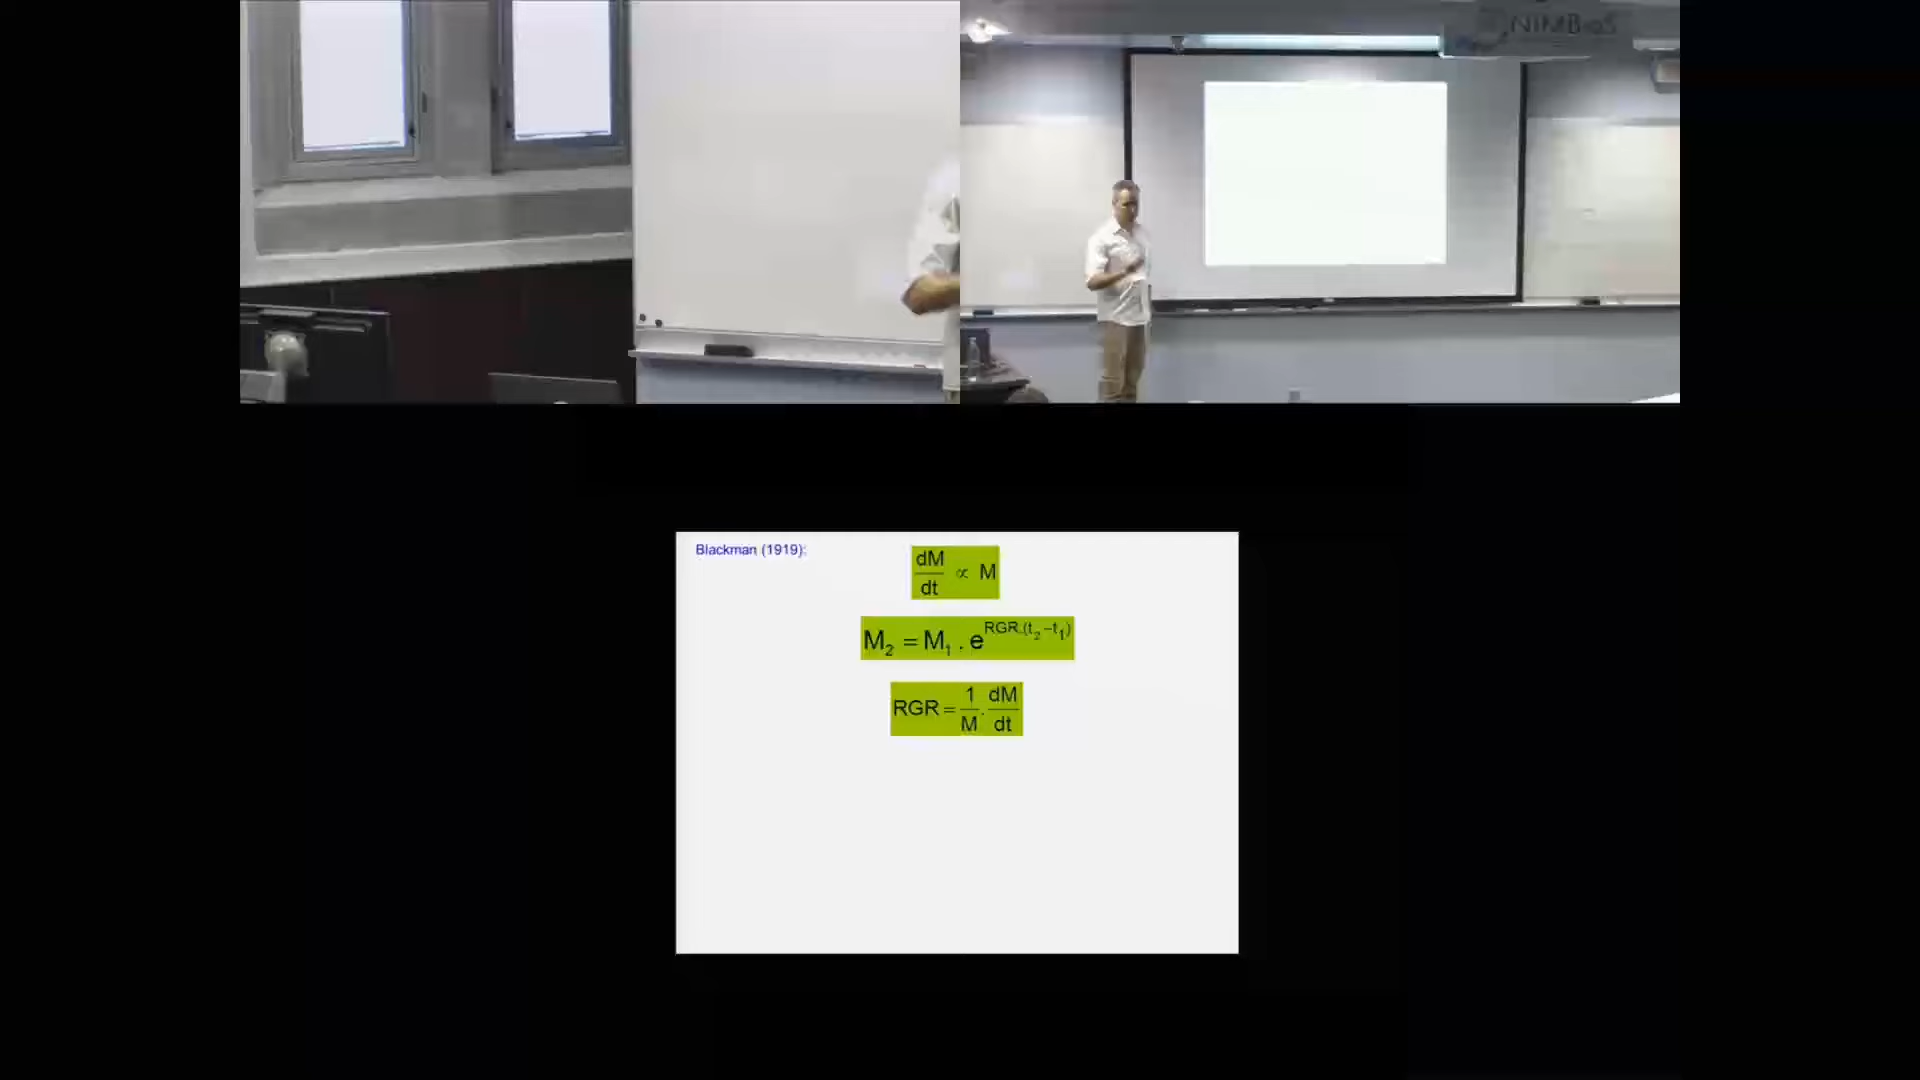 NIMBioS
Blackman (1919):
dM/dt ∝ M
M₂ = M₁ . e^RGR.(t₂−t₁)
RGR = 1/M . dM/dt